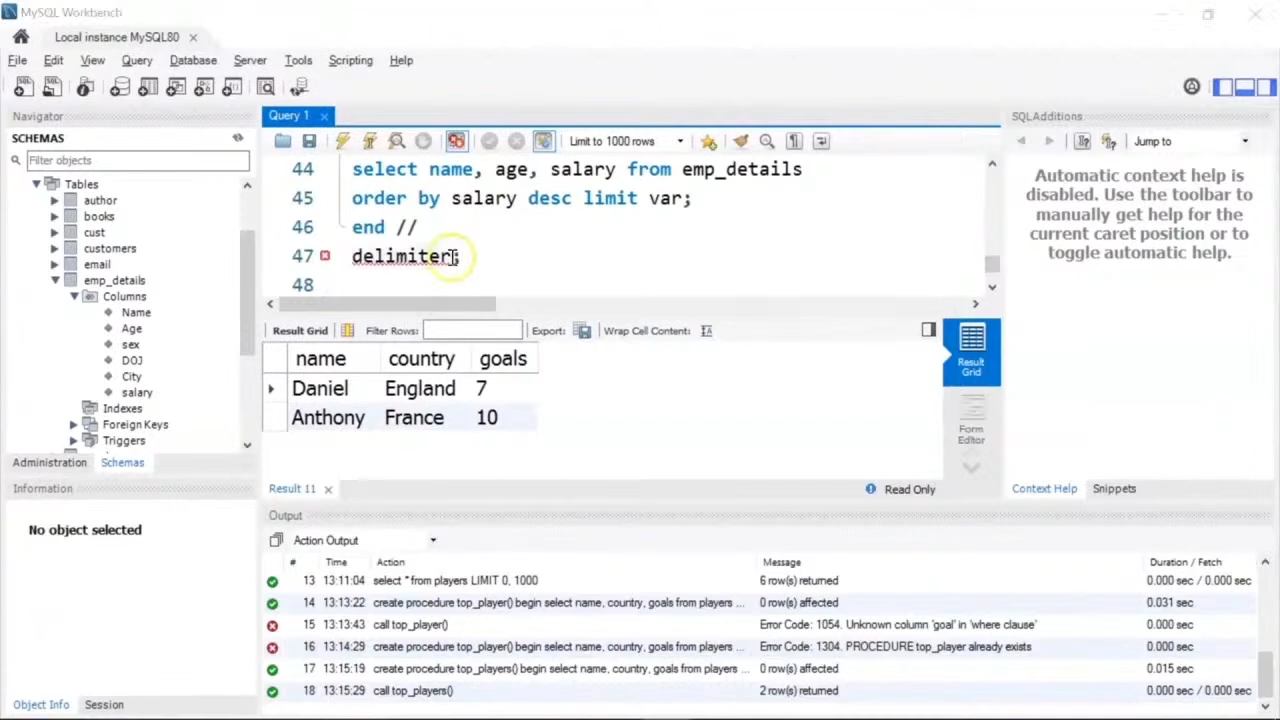 MySQL Workbench
Local instance MySQL80
File Edit View Query Database Server Tools Scripting Help
Navigator
SCHEMAS
Filter objects
Tables
author
books
cust
customers
email
emp_details
Columns
Name
Age
sex
DOJ
City
salary
Indexes
Foreign Keys
Triggers
Administration Schemas
Information
No object selected
Object Info Session
Query 1
Limit to 1000 rows
44 select name, age, salary from emp_details
45 order by salary desc limit var;
46 end //
47 delimiter;
48
Result Grid Filter Rows: Export: Wrap Cell Content:
name country goals
Daniel England 7
Anthony France 10
Result Grid
Form Editor
Result 11
Read Only
SQLAdditions
Jump to
Automatic context help is
disabled. Use the toolbar to
manually get help for the
current caret position or to
toggle automatic help.
Context Help Snippets
Output
Action Output
# Time Action Message Duration / Fetch
13 13:11:04 select * from players LIMIT 0, 1000 6 row(s) returned 0.000 sec / 0.000 sec
14 13:13:22 create procedure top_player() begin select name, country, goals from players ... 0 row(s) affected 0.031 sec
15 13:13:43 call top_player() Error Code: 1054. Unknown column 'goal' in 'where clause' 0.000 sec
16 13:14:29 create procedure top_player() begin select name, country, goals from players ... Error Code: 1304. PROCEDURE top_player already exists 0.000 sec
17 13:15:19 create procedure top_players() begin select name, country, goals from players ... 0 row(s) affected 0.015 sec
18 13:15:29 call top_players() 2 row(s) returned 0.000 sec / 0.000 sec